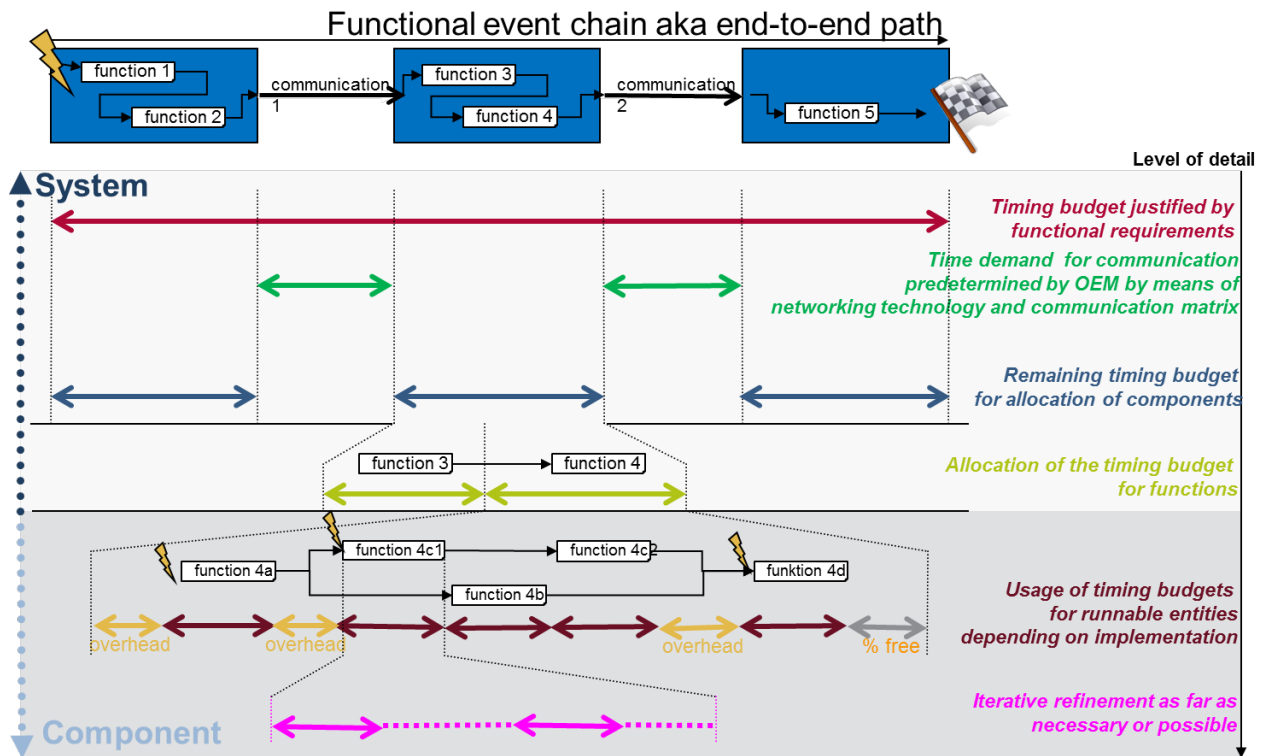 Functional event chain aka end-to-end path
function 1
function 2
communication
1
function 3
function 4
communication
2
function 5
Level of detail
System
Timing budget justified by
functional requirements
Time demand for communication
predetermined by OEM by means of
networking technology and communication matrix
Remaining timing budget
for allocation of components
function 3
function 4
Allocation of the timing budget
for functions
function 4a
function 4c1
function 4c2
function 4b
funktion 4d
Usage of timing budgets
for runnable entities
depending on implementation
overhead
overhead
overhead
% free
Iterative refinement as far as
necessary or possible
Component